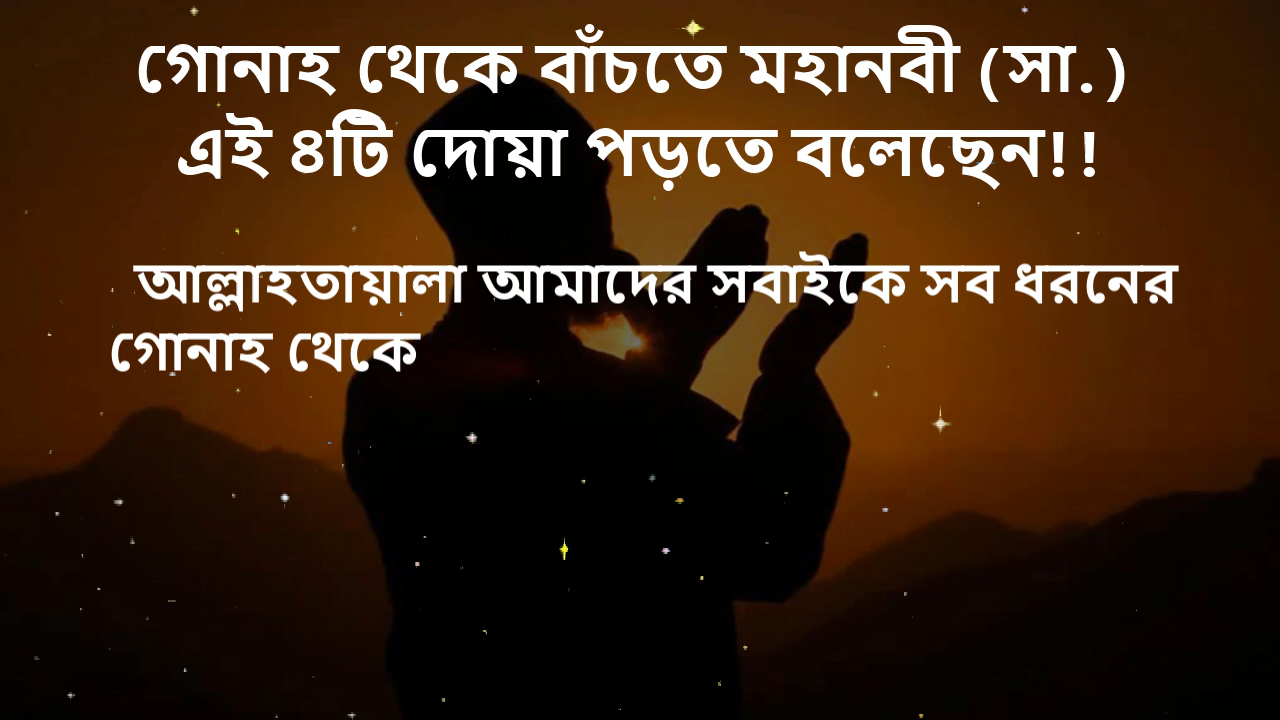 গোনাহ থেকে বাঁচতে মহানবী (সা.)
এই ৪টি দোয়া পড়তে বলেছেন!!
আল্লাহতায়ালা আমাদের সবাইকে সব ধরনের
গোনাহ থেকে